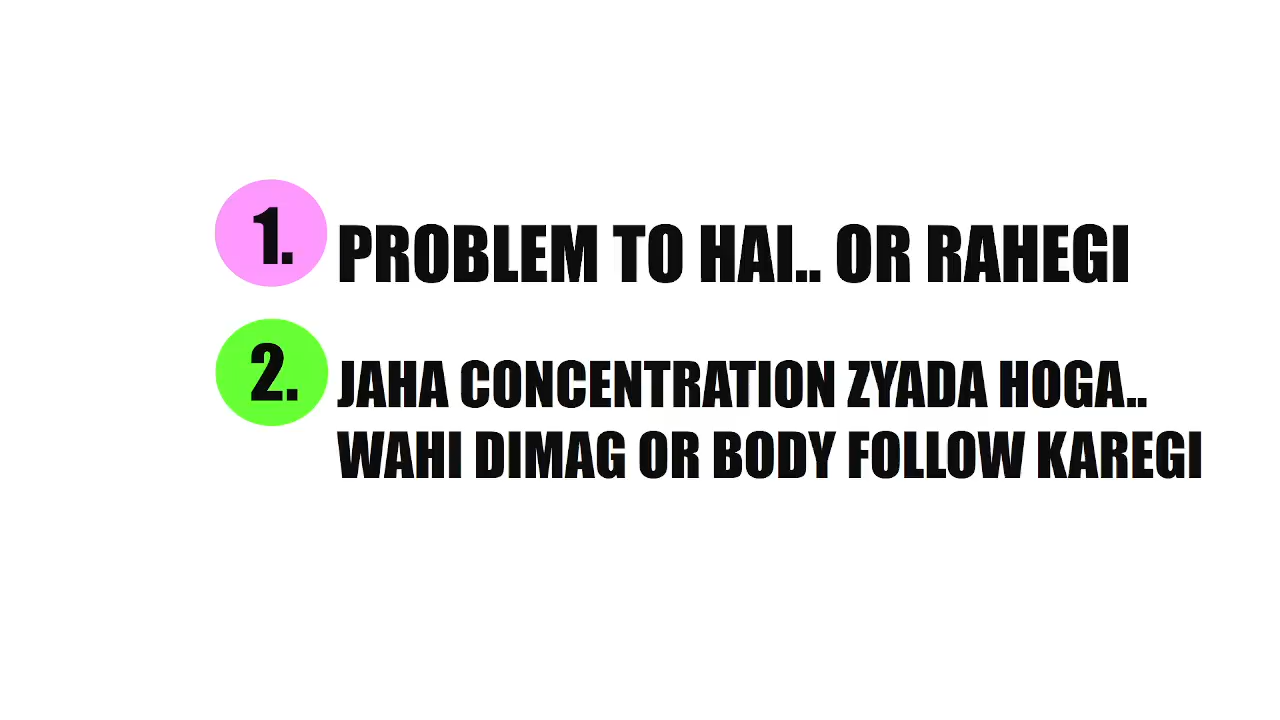 1. PROBLEM TO HAI.. OR RAHEGI
2. JAHA CONCENTRATION ZYADA HOGA..
WAHI DIMAG OR BODY FOLLOW KAREGI